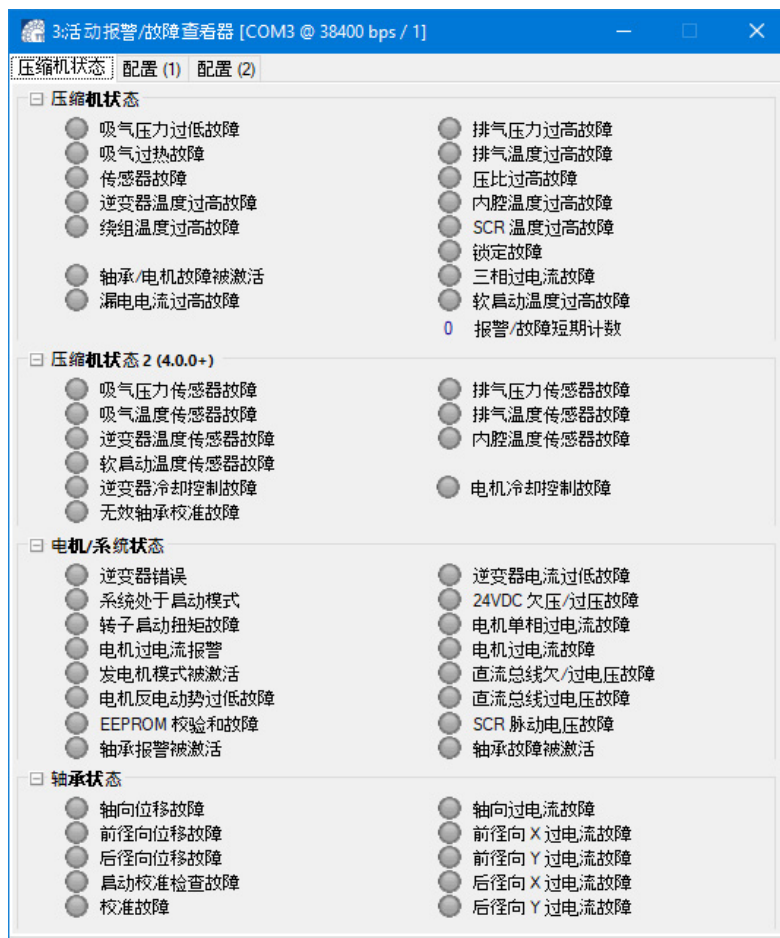 3:活动报警/故障查看器 [COM3 @ 38400 bps / 1]
压缩机状态 配置 (1) 配置 (2)
压缩机状态
吸气压力过低故障 排气压力过高故障
吸气过热故障 排气温度过高故障
传感器故障 压比过高故障
逆变器温度过高故障 内腔温度过高故障
绕组温度过高故障 SCR 温度过高故障
锁定故障
轴承/电机故障被激活 三相过电流故障
漏电电流过高故障 软启动温度过高故障
0 报警/故障短期计数
压缩机状态 2 (4.0.0+)
吸气压力传感器故障 排气压力传感器故障
吸气温度传感器故障 排气温度传感器故障
逆变器温度传感器故障 内腔温度传感器故障
软启动温度传感器故障
逆变器冷却控制故障 电机冷却控制故障
无效轴承校准故障
电机/系统状态
逆变器错误 逆变器电流过低故障
系统处于启动模式 24VDC 欠压/过压故障
转子启动扭矩故障 电机单相过电流故障
电机过电流报警 电机过电流故障
发电机模式被激活 直流总线欠/过电压故障
电机反电动势过低故障 直流总线过电压故障
EEPROM 校验和故障 SCR 脉动电压故障
轴承报警被激活 轴承故障被激活
轴承状态
轴向位移故障 轴向过电流故障
前径向位移故障 前径向 X 过电流故障
后径向位移故障 前径向 Y 过电流故障
启动校准检查故障 后径向 X 过电流故障
校准故障 后径向 Y 过电流故障